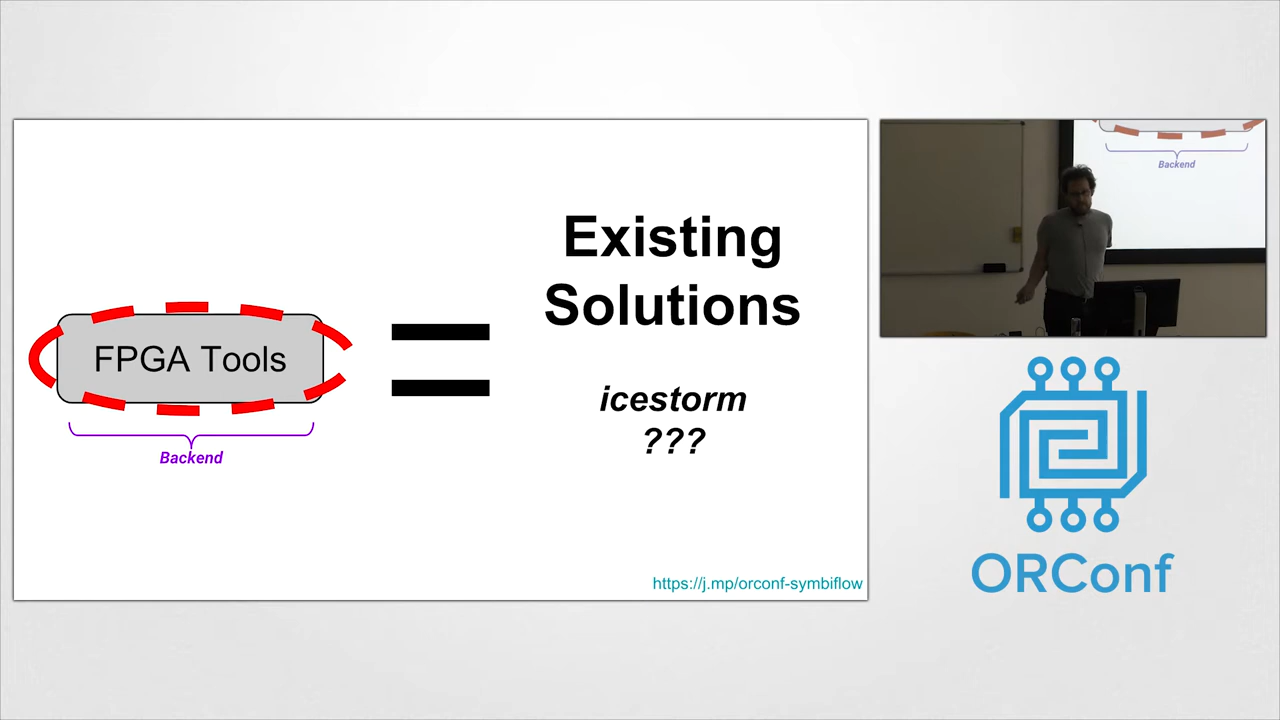 Existing
Solutions
FPGA Tools
icestorm
???
Backend
https://j.mp/orconf-symbiflow
Backend
ORConf